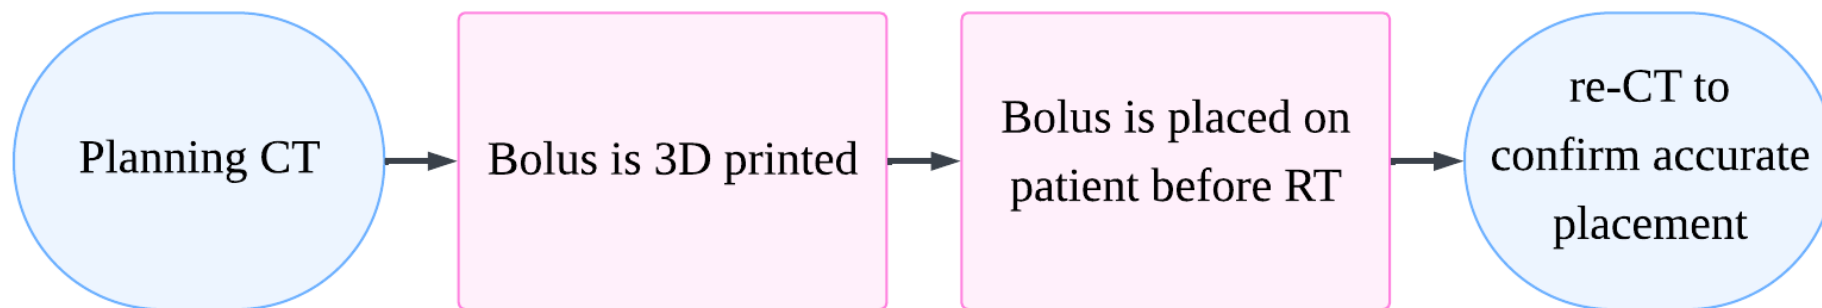 Planning CT
Bolus is 3D printed
Bolus is placed on
patient before RT
re-CT to
confirm accurate
placement